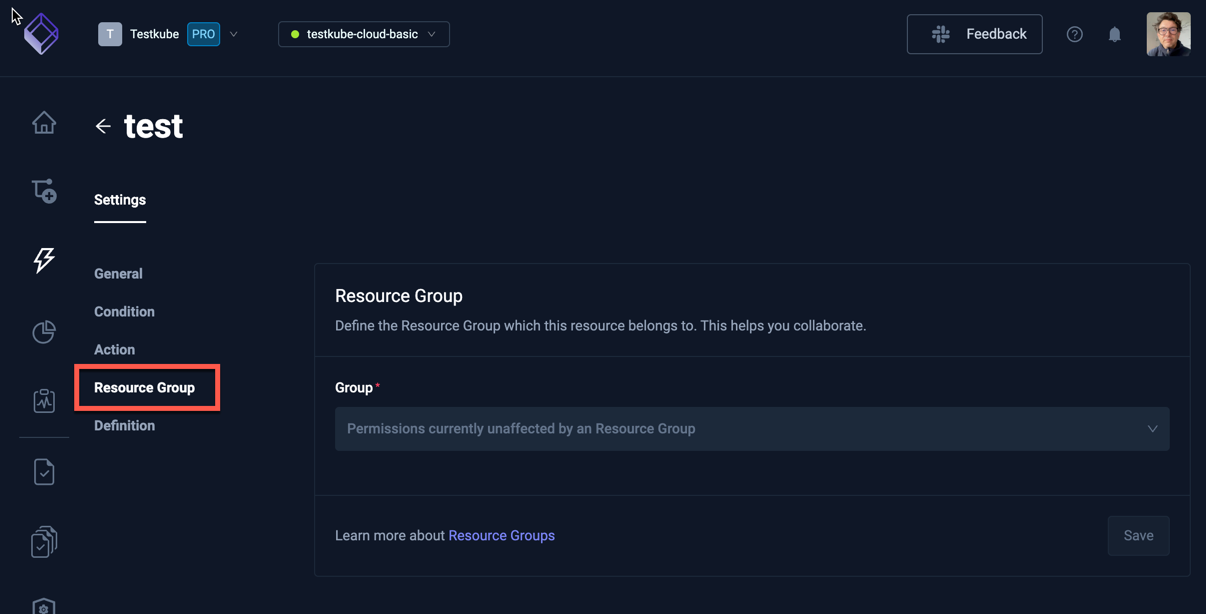 T Testkube PRO testkube-cloud-basic Feedback
test
Settings
General
Condition
Action
Resource Group
Definition
Resource Group
Define the Resource Group which this resource belongs to. This helps you collaborate.
Group *
Permissions currently unaffected by an Resource Group
Learn more about Resource Groups
Save